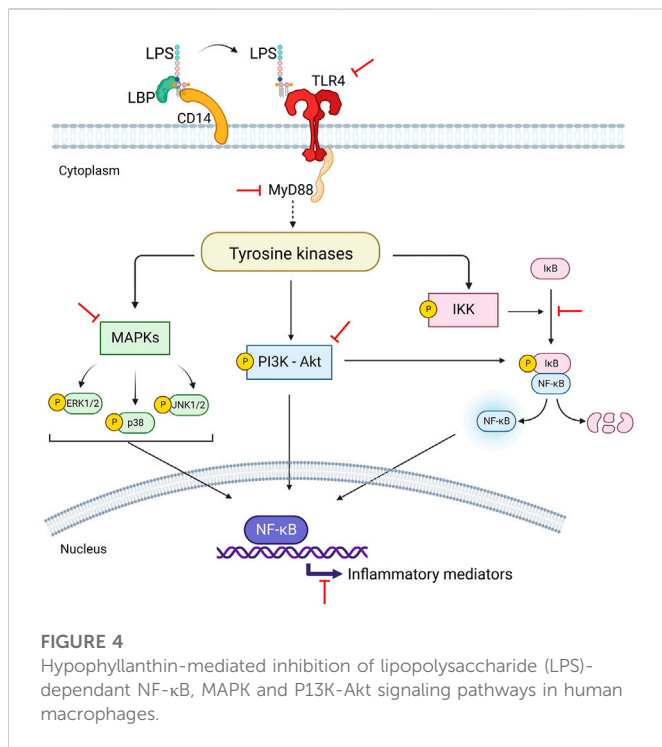 LPS
LPS
TLR4
LBP
CD14
Cytoplasm
MyD88
Tyrosine kinases
IκB
P
IKK
MAPKs
P
PI3K - Akt
P
IκB
NF-κB
P
ERK1/2
P
JNK1/2
P
p38
NF-κB
NF-κB
Nucleus
Inflammatory mediators
FIGURE 4
Hypophyllanthin-mediated inhibition of lipopolysaccharide (LPS)-
dependant NF-κB, MAPK and P13K-Akt signaling pathways in human
macrophages.